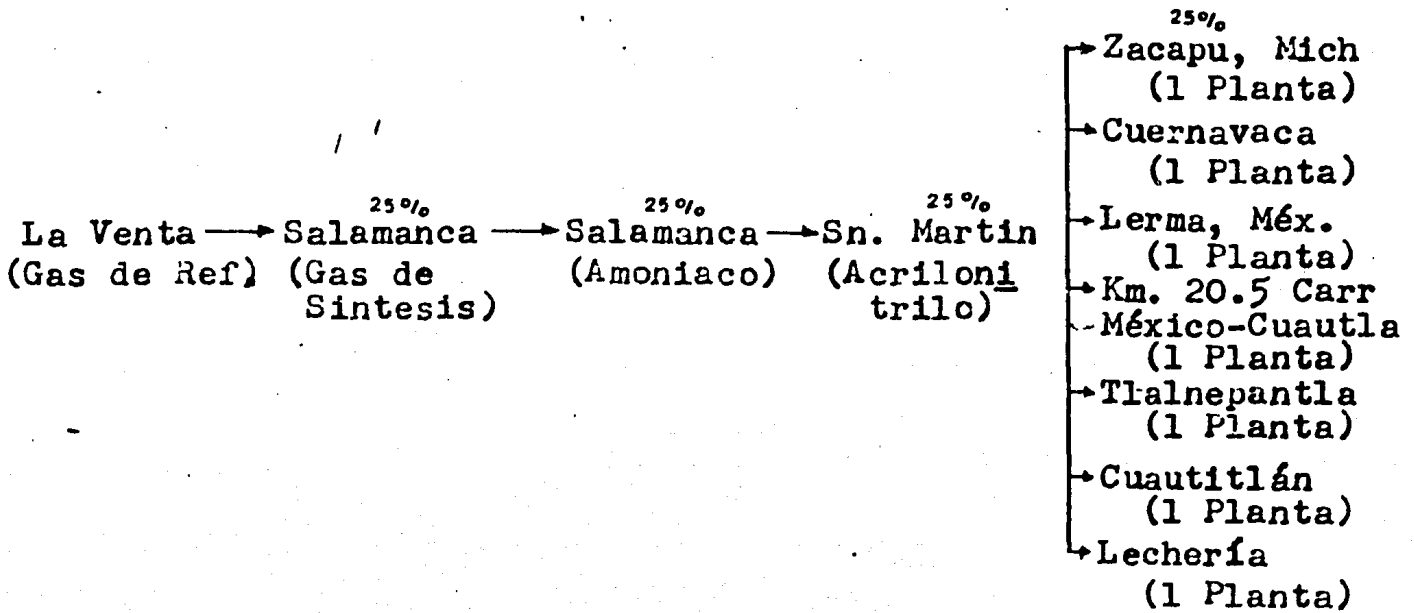 25%
Zacapu, Mich
(1 Planta)
Cuernavaca
(1 Planta)
25% 25% 25%
La Venta Salamanca Salamanca Sn. Martin
(Gas de Ref) (Gas de (Amoniaco) (Acriloni
Sintesis) trilo)
Lerma, Méx.
(1 Planta)
Km. 20.5 Carr
México-Cuautla
(1 Planta)
Tlalnepantla
(1 Planta)
Cuautitlán
(1 Planta)
Lechería
(1 Planta)